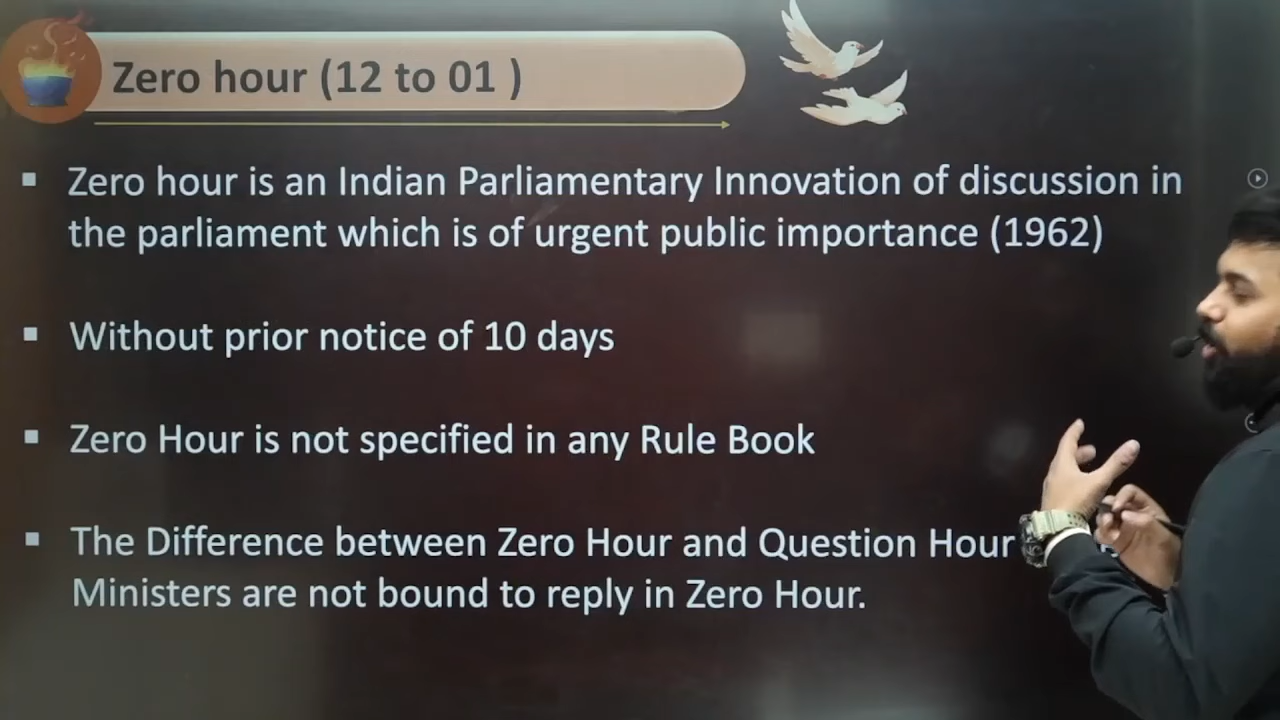 Zero hour (12 to 01 )
▪ Zero hour is an Indian Parliamentary Innovation of discussion in
the parliament which is of urgent public importance (1962)
▪ Without prior notice of 10 days
▪ Zero Hour is not specified in any Rule Book
▪ The Difference between Zero Hour and Question Hour
Ministers are not bound to reply in Zero Hour.